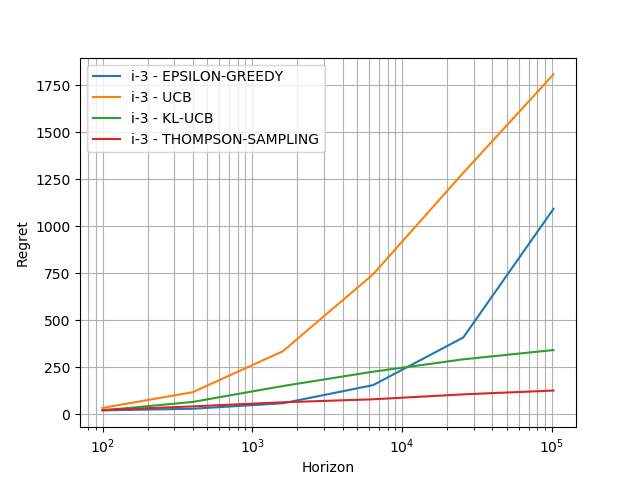 i-3 - EPSILON-GREEDY
i-3 - UCB
i-3 - KL-UCB
i-3 - THOMPSON-SAMPLING
Regret
1750
1500
1250
1000
750
500
250
0
10² 10³ 10⁴ 10⁵
Horizon